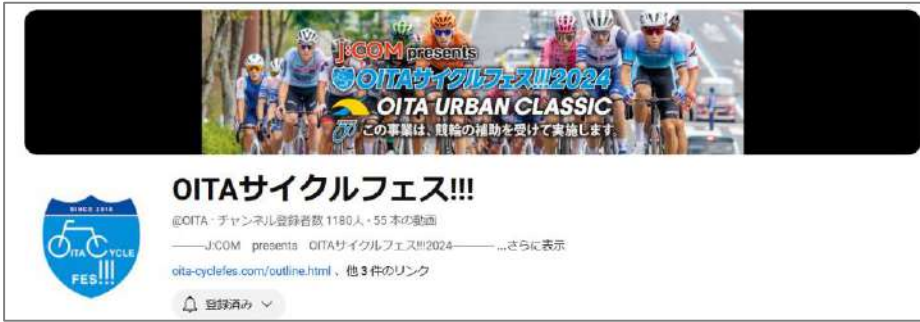 J:COM presents
OITAサイクルフェス!!!2024
OITA URBAN CLASSIC
この事業は、競輪の補助を受けて実施します。
SINCE 2018
OITA CYCLE
FES!!!
OITAサイクルフェス!!!
@OITA・チャンネル登録者数 1180人・55 本の動画
———J:COM presents OITAサイクルフェス!!!2024——— ...さらに表示
oita-cyclefes.com/outline.html 、他 3 件のリンク
登録済み